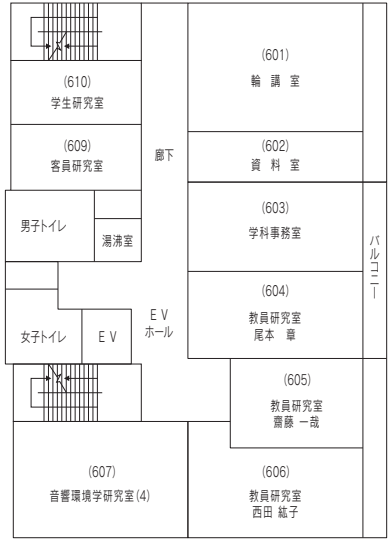 (601)
輪 講 室
(610)
学生研究室
(609)
客員研究室
廊下
(602)
資 料 室
(603)
学科事務室
男子トイレ
湯沸室
バルコニー
(604)
教員研究室
尾本 章
E V
ホール
女子トイレ
E V
(605)
教員研究室
齋藤 一哉
(607)
音響環境学研究室(4)
(606)
教員研究室
西田 紘子